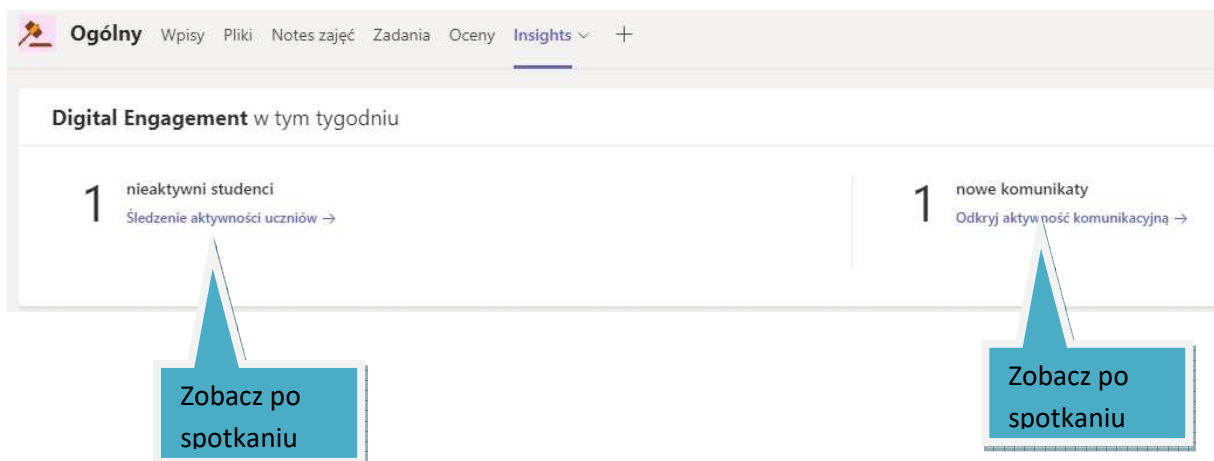 Ogólny Wpisy Pliki Notes zajęć Zadania Oceny Insights +
Digital Engagement w tym tygodniu
1 nieaktywni studenci
Śledzenie aktywności uczniów →
1 nowe komunikaty
Odkryj aktywność komunikacyjną →
Zobacz po
spotkaniu
Zobacz po
spotkaniu